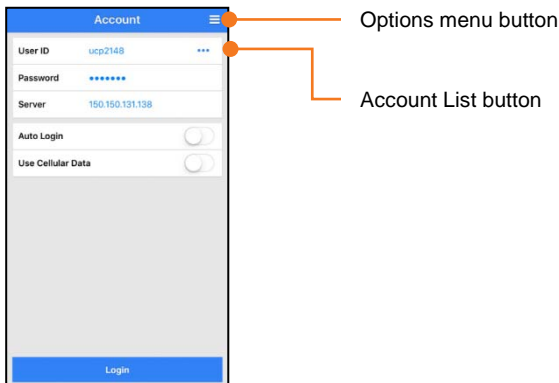 Account
Options menu button
User ID ucp2148 •••
Account List button
Password •••••••
Server 150.150.131.138
Auto Login
Use Cellular Data
Login